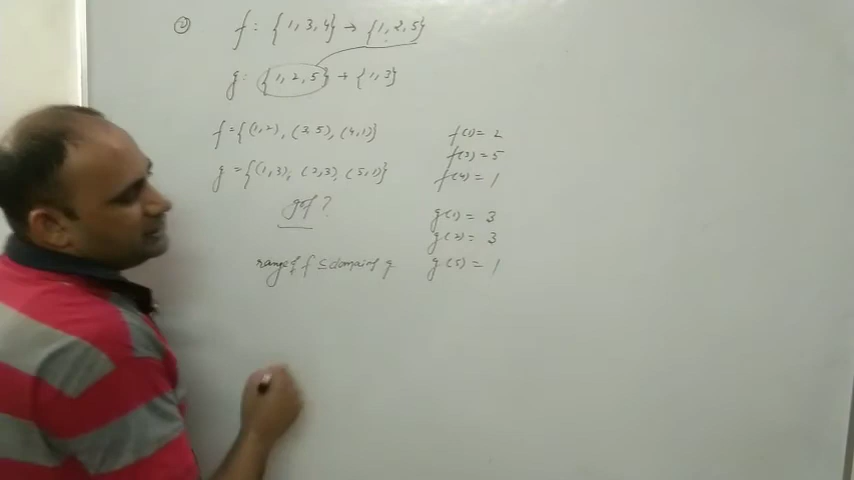 ② f: {1,3,4} → {1,2,5}
g: {1,2,5} → {1,3}
f={(1,2), (3,5), (4,1)}
g={(1,3), (2,3), (5,1)}
gof ?
range of f ⊆ domain of g
f(1)= 2
f(3)=5
f(4)= 1
g(1)= 3
g(2)= 3
g(5)= 1